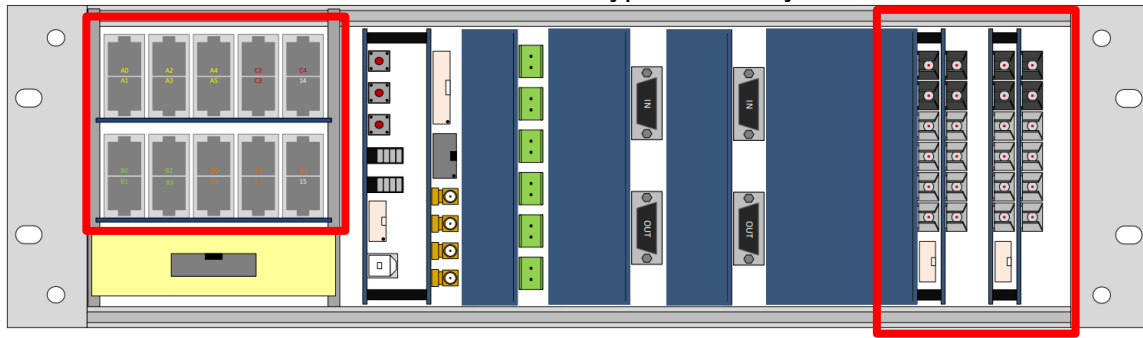 A0 A2 A4 C2 C4
A1 A3 A5 C3 14
B0 B2
B1 B3 15
IN IN
OUT OUT